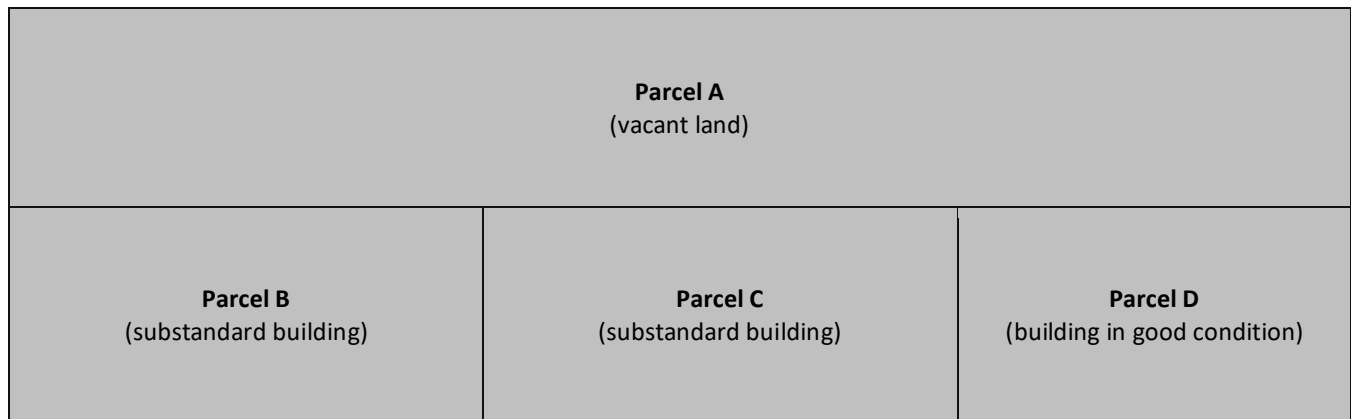 Parcel A
(vacant land)
Parcel B
(substandard building)
Parcel C
(substandard building)
Parcel D
(building in good condition)